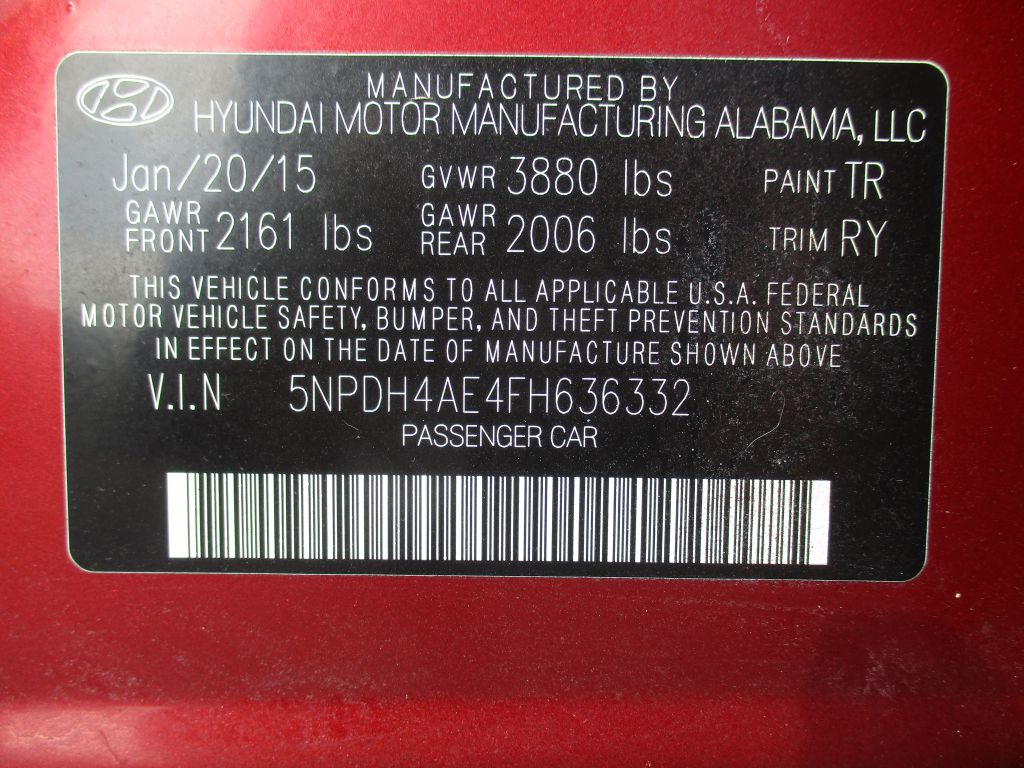 MANUFACTURED BY
HYUNDAI MOTOR MANUFACTURING ALABAMA, LLC
Jan/20/15 GVWR 3880 lbs PAINT TR
GAWR FRONT 2161 lbs GAWR REAR 2006 lbs TRIM RY
THIS VEHICLE CONFORMS TO ALL APPLICABLE U.S.A. FEDERAL
MOTOR VEHICLE SAFETY, BUMPER, AND THEFT PREVENTION STANDARDS
IN EFFECT ON THE DATE OF MANUFACTURE SHOWN ABOVE
V.I.N 5NPDH4AE4FH636332
PASSENGER CAR